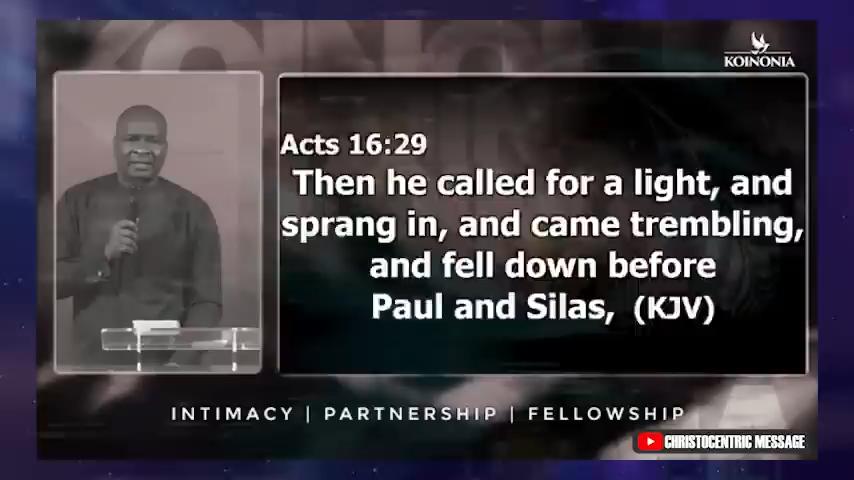 KOINONIA
Acts 16:29
Then he called for a light, and
sprang in, and came trembling,
and fell down before
Paul and Silas, (KJV)
INTIMACY | PARTNERSHIP | FELLOWSHIP
CHRISTOCENTRIC MESSAGE